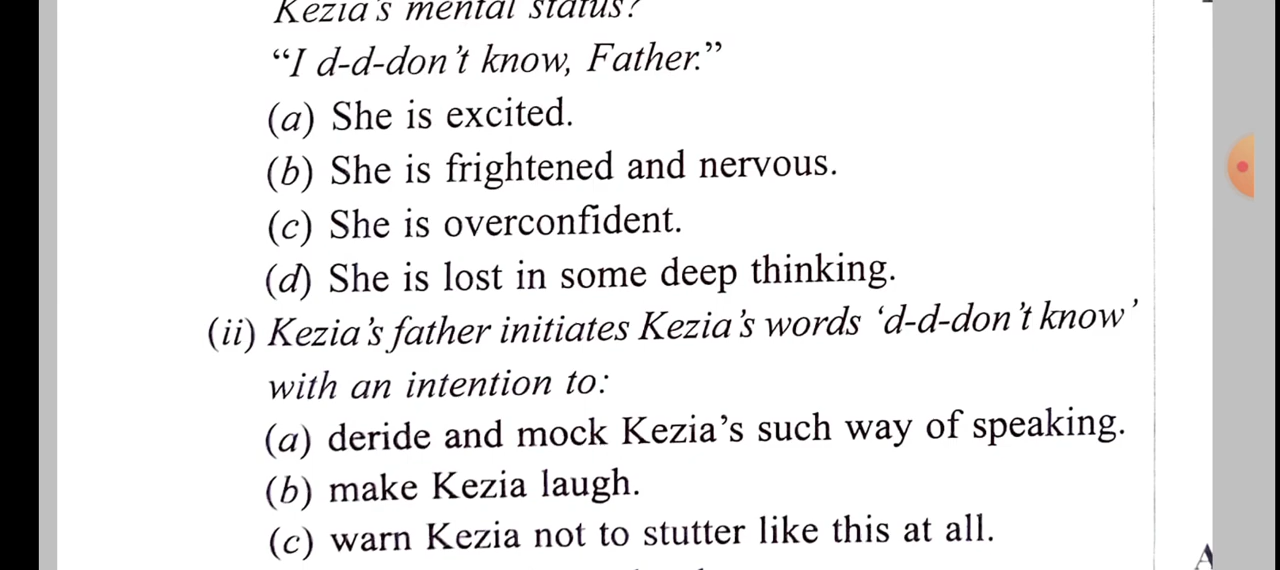 Kezia's mental status?
“I d-d-don't know, Father.”
(a) She is excited.
(b) She is frightened and nervous.
(c) She is overconfident.
(d) She is lost in some deep thinking.
(ii) Kezia's father initiates Kezia's words ‘d-d-don't know’
with an intention to:
(a) deride and mock Kezia's such way of speaking.
(b) make Kezia laugh.
(c) warn Kezia not to stutter like this at all.